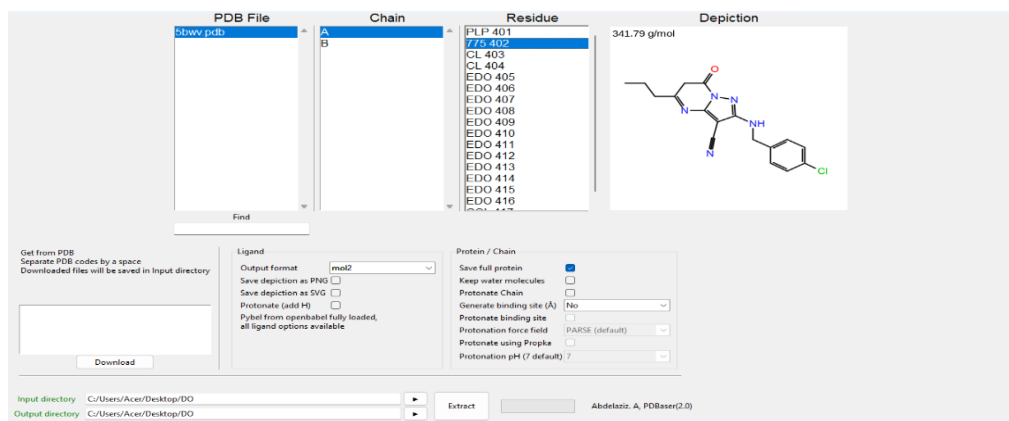 PDB File
Chain
Residue
Depiction
5bwv.pdb
A
B
PLP 401
775 402
CL 403
CL 404
EDO 405
EDO 406
EDO 407
EDO 408
EDO 409
EDO 410
EDO 411
EDO 412
EDO 413
EDO 414
EDO 415
EDO 416
341.79 g/mol
O
N
N
N
NH
N
Cl
Find
Get from PDB
Separate PDB codes by a space
Downloaded files will be saved in Input directory
Download
Ligand
Output format mol2
Save depiction as PNG
Save depiction as SVG
Protonate (add H)
Pybel from openbabel fully loaded,
all ligand options available
Protein / Chain
Save full protein
Keep water molecules
Protonate Chain
Generate binding site (Å) No
Protonate binding site
Protonation force field PARSE (default)
Protonate using Propka
Protonation pH (7 default) 7
Input directory C:/Users/Acer/Desktop/DO
Output directory C:/Users/Acer/Desktop/DO
Extract
Abdelaziz. A, PDBaser(2.0)